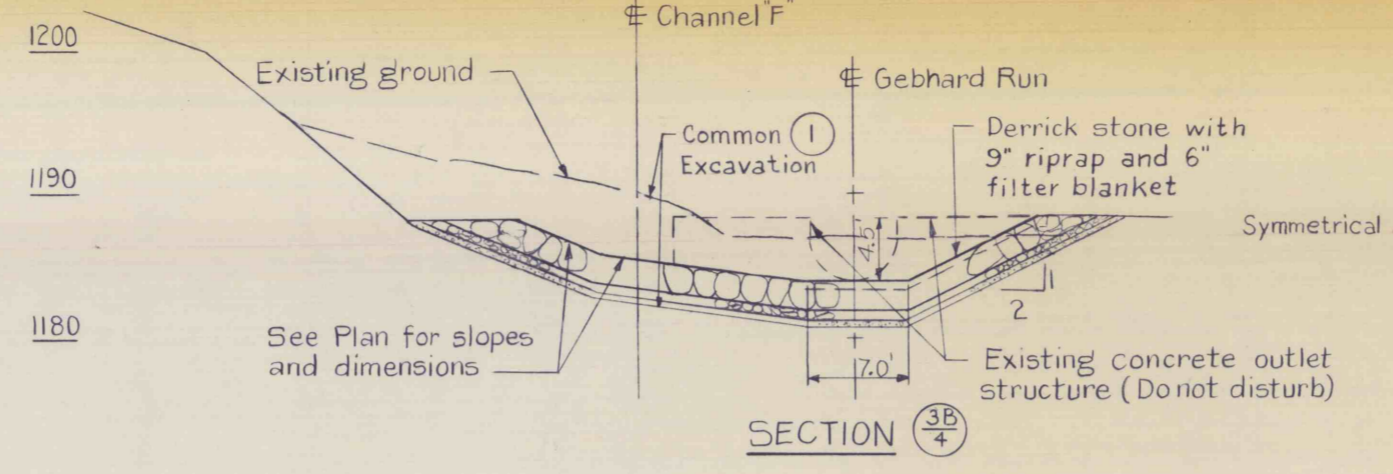 ℄ Channel "F"
1200
Existing ground
℄ Gebhard Run
Common 1
Excavation
Derrick stone with
9" riprap and 6"
filter blanket
1190
4.5'
Symmetrical
1
2
1180
See Plan for slopes
and dimensions
7.0'
Existing concrete outlet
structure (Do not disturb)
SECTION 3B
4